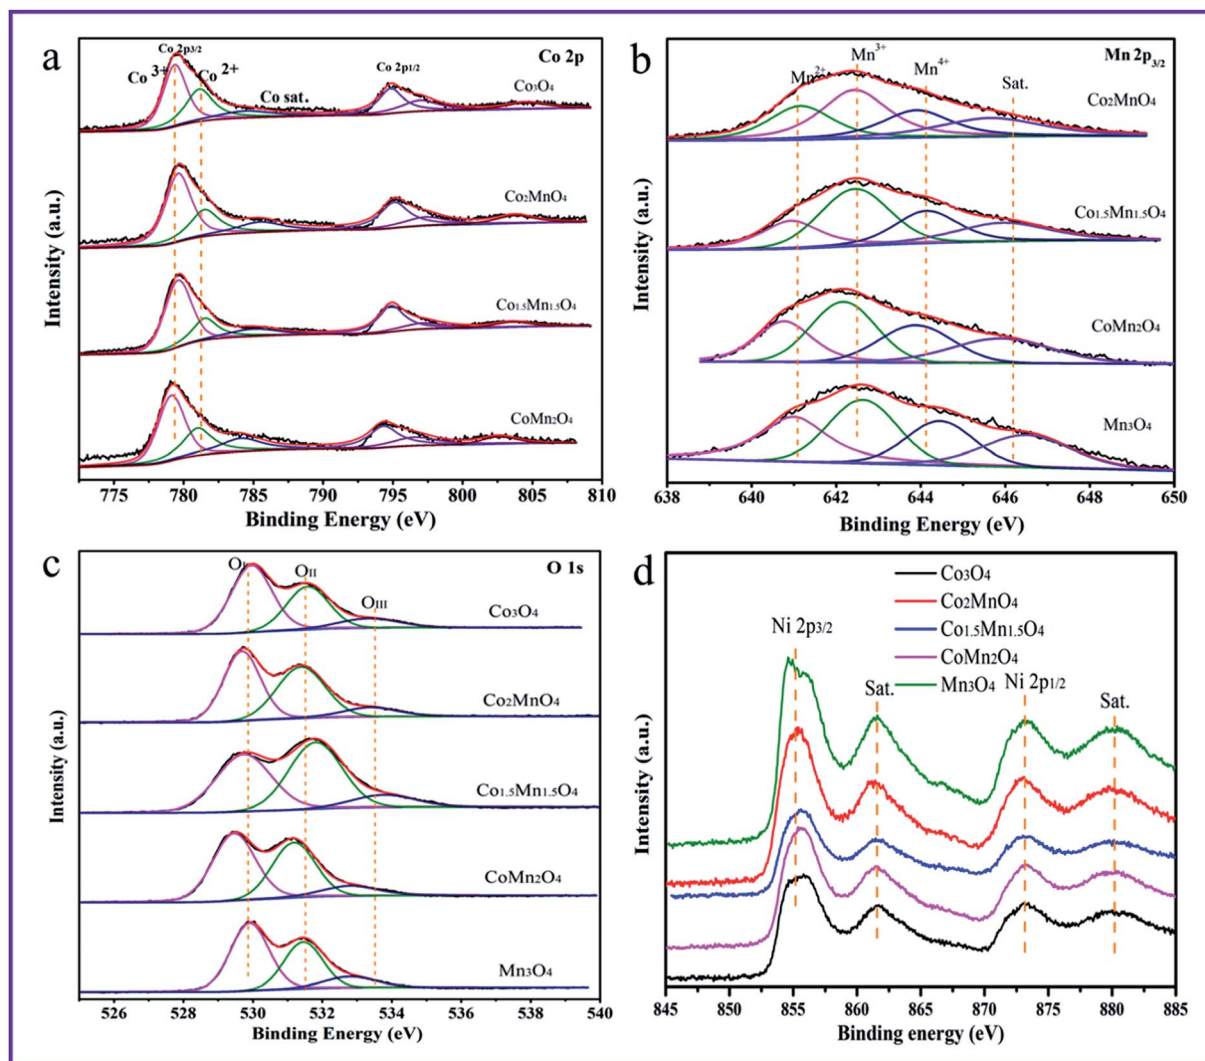 a
Co 2p
Co 2p3/2
Co 3+
Co 2+
Co sat.
Co 2p1/2
Co3O4
Co2MnO4
Co1.5Mn1.5O4
CoMn2O4
Intensity (a.u.)
775 780 785 790 795 800 805 810
Binding Energy (eV)
b
Mn 2p3/2
Mn2+
Mn3+
Mn4+
Sat.
Co2MnO4
Co1.5Mn1.5O4
CoMn2O4
Mn3O4
Intensity (a.u.)
638 640 642 644 646 648 650
Binding Energy (eV)
c
O 1s
OI
OII
OIII
Co3O4
Co2MnO4
Co1.5Mn1.5O4
CoMn2O4
Mn3O4
Intensity (a.u.)
526 528 530 532 534 536 538 540
Binding Energy (eV)
d
Co3O4
Co2MnO4
Co1.5Mn1.5O4
CoMn2O4
Mn3O4
Ni 2p3/2
Sat.
Ni 2p1/2
Sat.
Intensity (a.u.)
845 850 855 860 865 870 875 880 885
Binding energy (eV)